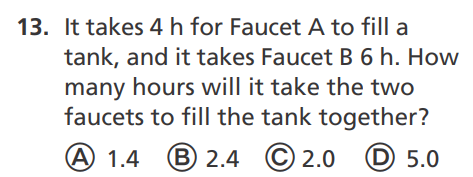 13. It takes 4 h for Faucet A to fill a
tank, and it takes Faucet B 6 h. How
many hours will it take the two
faucets to fill the tank together?
Ⓐ 1.4 Ⓑ 2.4 Ⓒ 2.0 Ⓓ 5.0